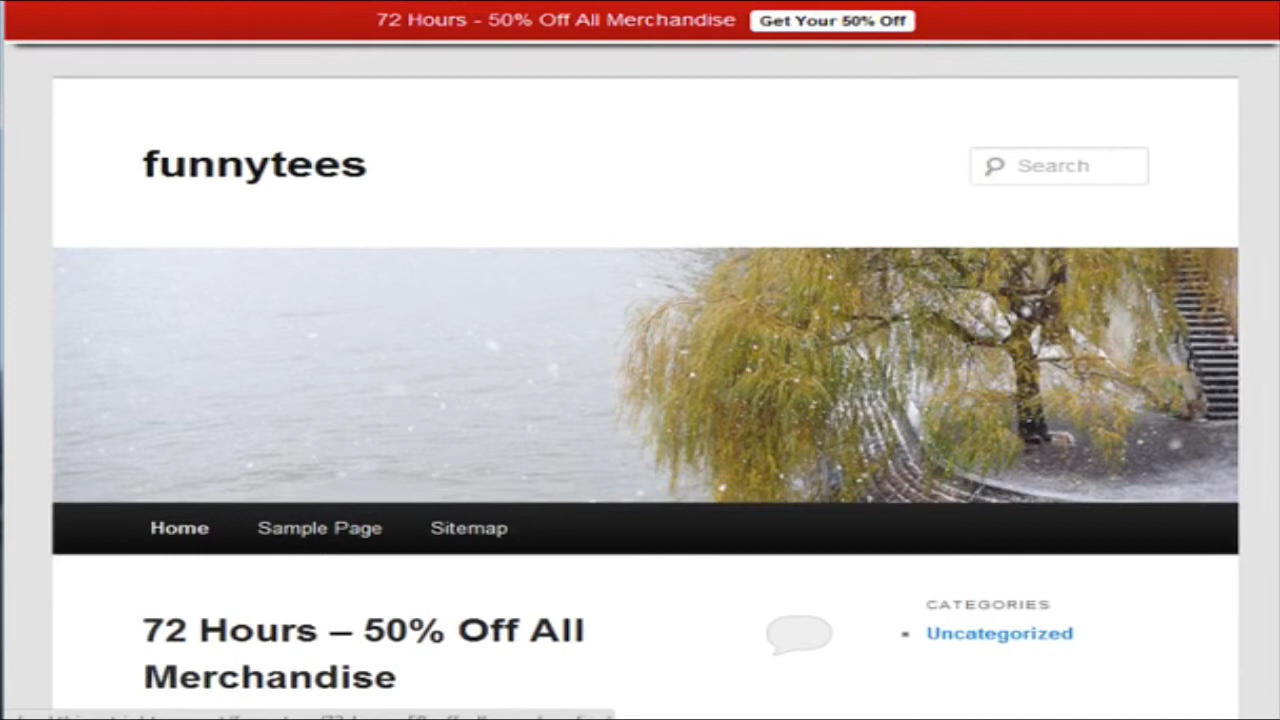 72 Hours - 50% Off All Merchandise Get Your 50% Off
funnytees
Search
Home Sample Page Sitemap
72 Hours – 50% Off All
Merchandise
CATEGORIES
Uncategorized